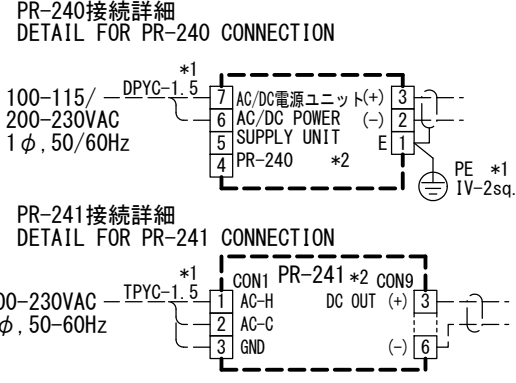 PR-240接続詳細
DETAIL FOR PR-240 CONNECTION
*1
100-115/
200-230VAC
1φ,50/60Hz
DPYC-1.5
7 AC/DC電源ユニット(+) 3
6 AC/DC POWER (-) 2
5 SUPPLY UNIT E 1
4 PR-240 *2
PE *1
IV-2sq.
PR-241接続詳細
DETAIL FOR PR-241 CONNECTION
*1
00-230VAC
φ,50-60Hz
TPYC-1.5
CON1 PR-241 *2 CON9
1 AC-H DC OUT (+) 3
2 AC-C
3 GND (-) 6